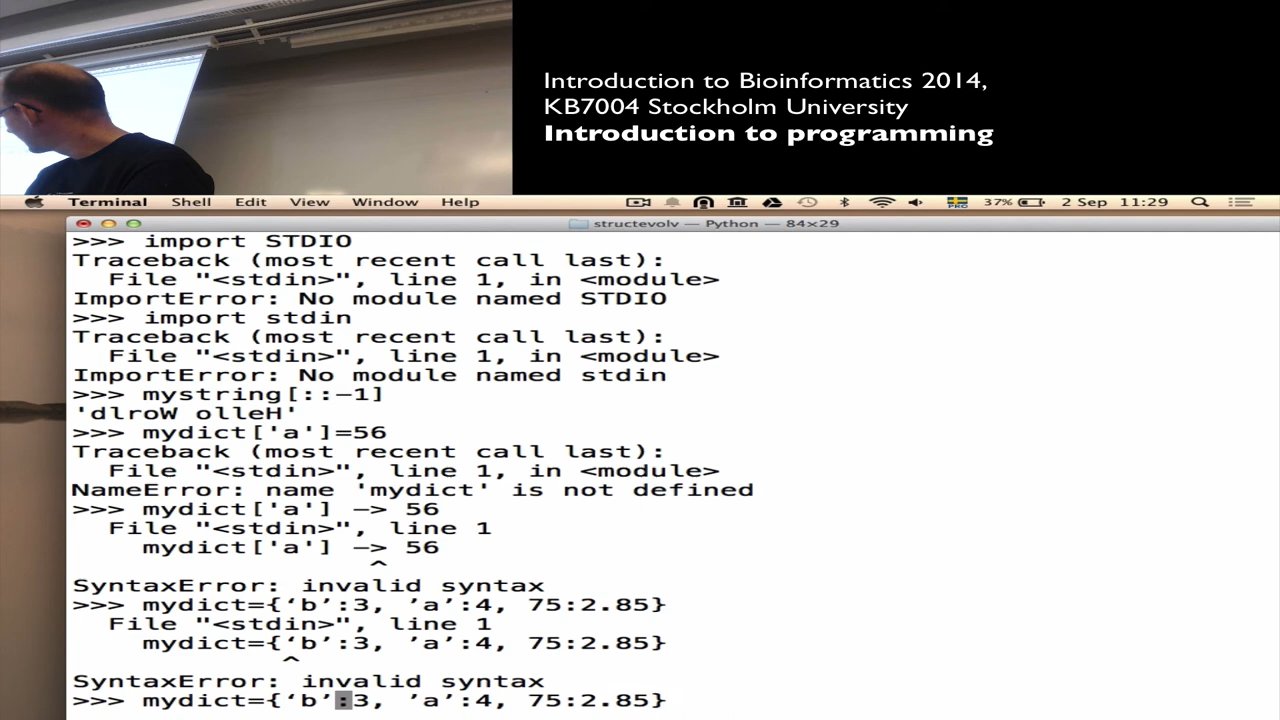 Introduction to Bioinformatics 2014,
KB7004 Stockholm University
Introduction to programming
Terminal Shell Edit View Window Help 37% 2 Sep 11:29
structevolv — Python — 84×29
>>> import STDIO
Traceback (most recent call last):
  File "<stdin>", line 1, in <module>
ImportError: No module named STDIO
>>> import stdin
Traceback (most recent call last):
  File "<stdin>", line 1, in <module>
ImportError: No module named stdin
>>> mystring[::-1]
'dlroW olleH'
>>> mydict['a']=56
Traceback (most recent call last):
  File "<stdin>", line 1, in <module>
NameError: name 'mydict' is not defined
>>> mydict['a'] -> 56
  File "<stdin>", line 1
    mydict['a'] -> 56
                 ^
SyntaxError: invalid syntax
>>> mydict={‘b’:3, ’a’:4, 75:2.85}
  File "<stdin>", line 1
    mydict={‘b’:3, ’a’:4, 75:2.85}
            ^
SyntaxError: invalid syntax
>>> mydict={‘b’:3, ’a’:4, 75:2.85}